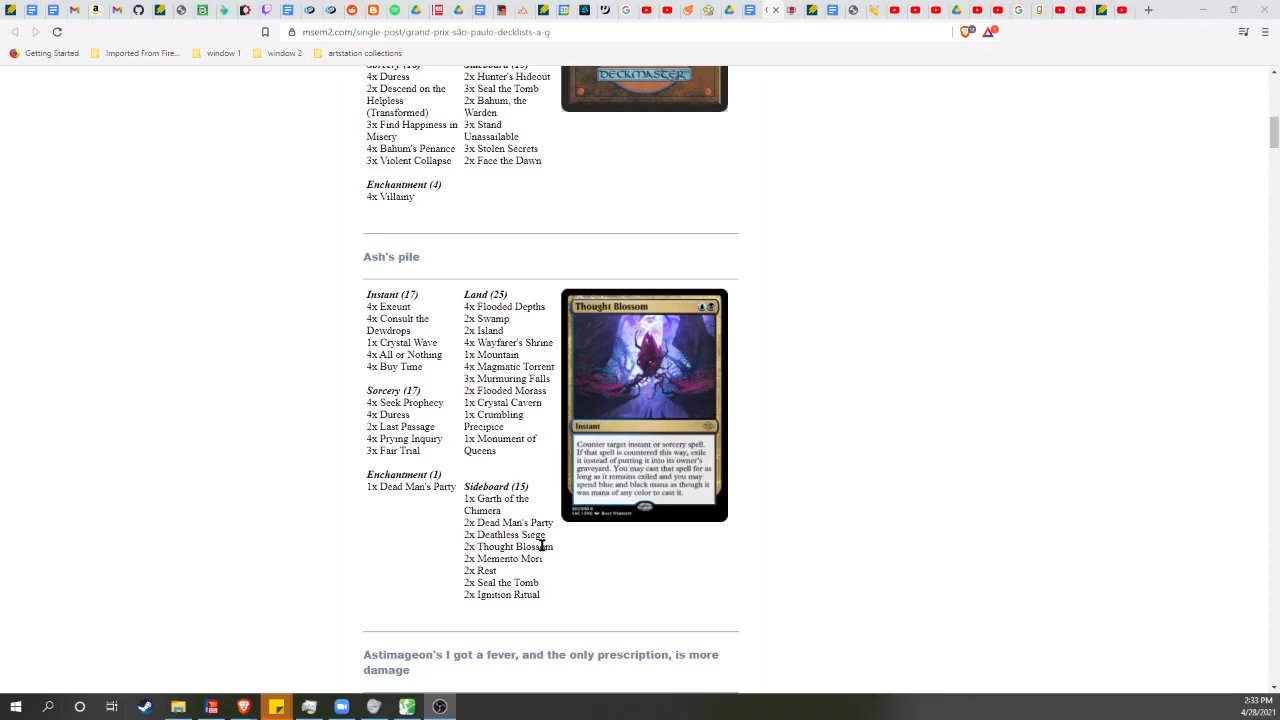 msem2.com/single-post/grand-prix-são-paulo-decklists-a-g
Getting Started
Imported From Fire...
window 1
window 2
artstation collections
4x Duress
2x Descend on the
Helpless
(Transformed)
3x Find Happiness in
Misery
4x Bahum's Penance
3x Violent Collapse
Enchantment (4)
4x Villainy
2x Hunter's Hideout
3x Seal the Tomb
2x Bahum, the
Warden
3x Stand
Unassailable
3x Stolen Secrets
2x Face the Dawn
DECKMASTER
Ash's pile
Instant (17)
4x Exeunt
4x Consult the
Dewdrops
1x Crystal Wave
4x All or Nothing
4x Buy Time
Sorcery (17)
4x Seek Prophecy
4x Duress
2x Last Passage
4x Prying Inquiry
3x Fair Trial
Enchantment (1)
1x Dead Man's Party
Land (25)
4x Flooded Depths
2x Swamp
2x Island
4x Wayfarer's Shrine
1x Mountain
4x Magmatic Torrent
3x Murmuring Falls
2x Flooded Morass
1x Crystal Cavern
1x Crumbling
Precipice
1x Monument of
Queens
Sideboard (15)
1x Garth of the
Chimera
2x Dead Man's Party
2x Deathless Siege
2x Thought Blossom
2x Memento Mori
2x Rest
2x Seal the Tomb
2x Ignition Ritual
Thought Blossom
Instant
Counter target instant or sorcery spell.
If that spell is countered this way, exile
it instead of putting it into its owner's
graveyard. You may cast that spell for as
long as it remains exiled and you may
spend blue and black mana as though it
was mana of any color to cast it.
Astimageon's I got a fever, and the only prescription, is more
damage
2:33 PM
4/28/2021